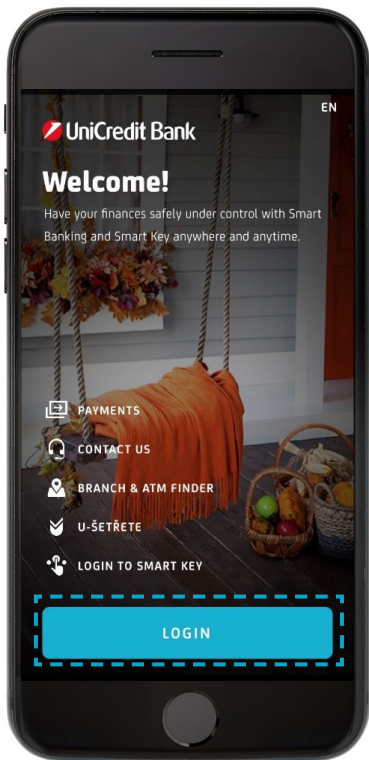 EN
UniCredit Bank
Welcome!
Have your finances safely under control with Smart
Banking and Smart Key anywhere and anytime.
PAYMENTS
CONTACT US
BRANCH & ATM FINDER
U-ŠETŘETE
LOGIN TO SMART KEY
LOGIN